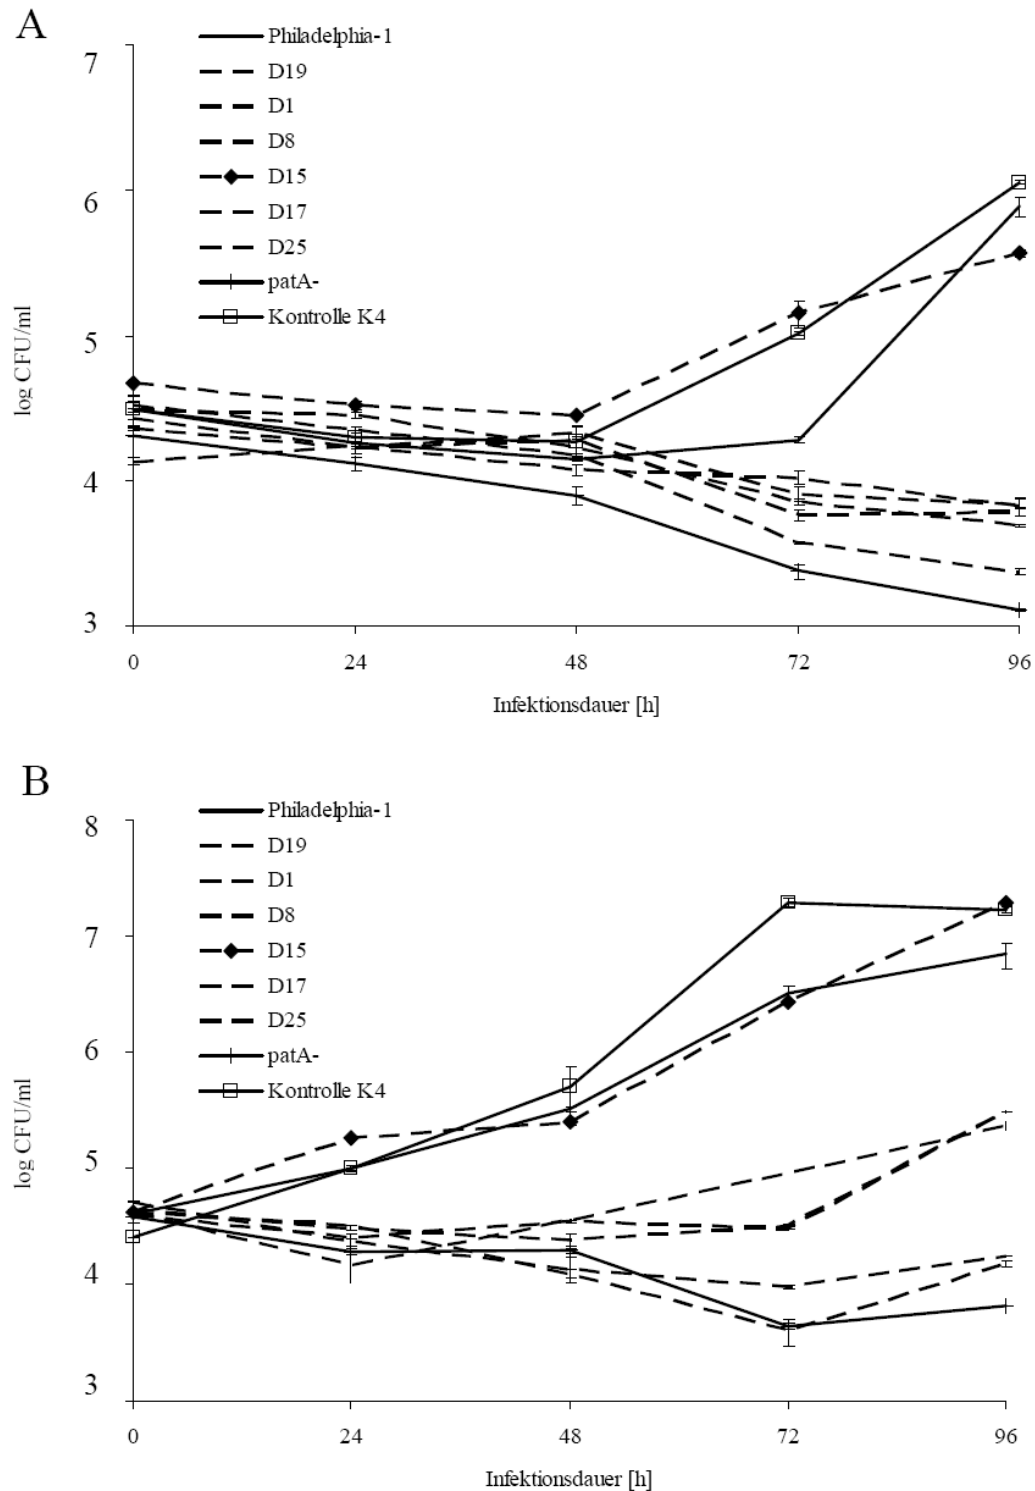 A
Philadelphia-1
D19
D1
D8
D15
D17
D25
patA-
Kontrolle K4
7
6
5
4
3
log CFU/ml
0 24 48 72 96
Infektionsdauer [h]
B
Philadelphia-1
D19
D1
D8
D15
D17
D25
patA-
Kontrolle K4
8
7
6
5
4
3
log CFU/ml
0 24 48 72 96
Infektionsdauer [h]